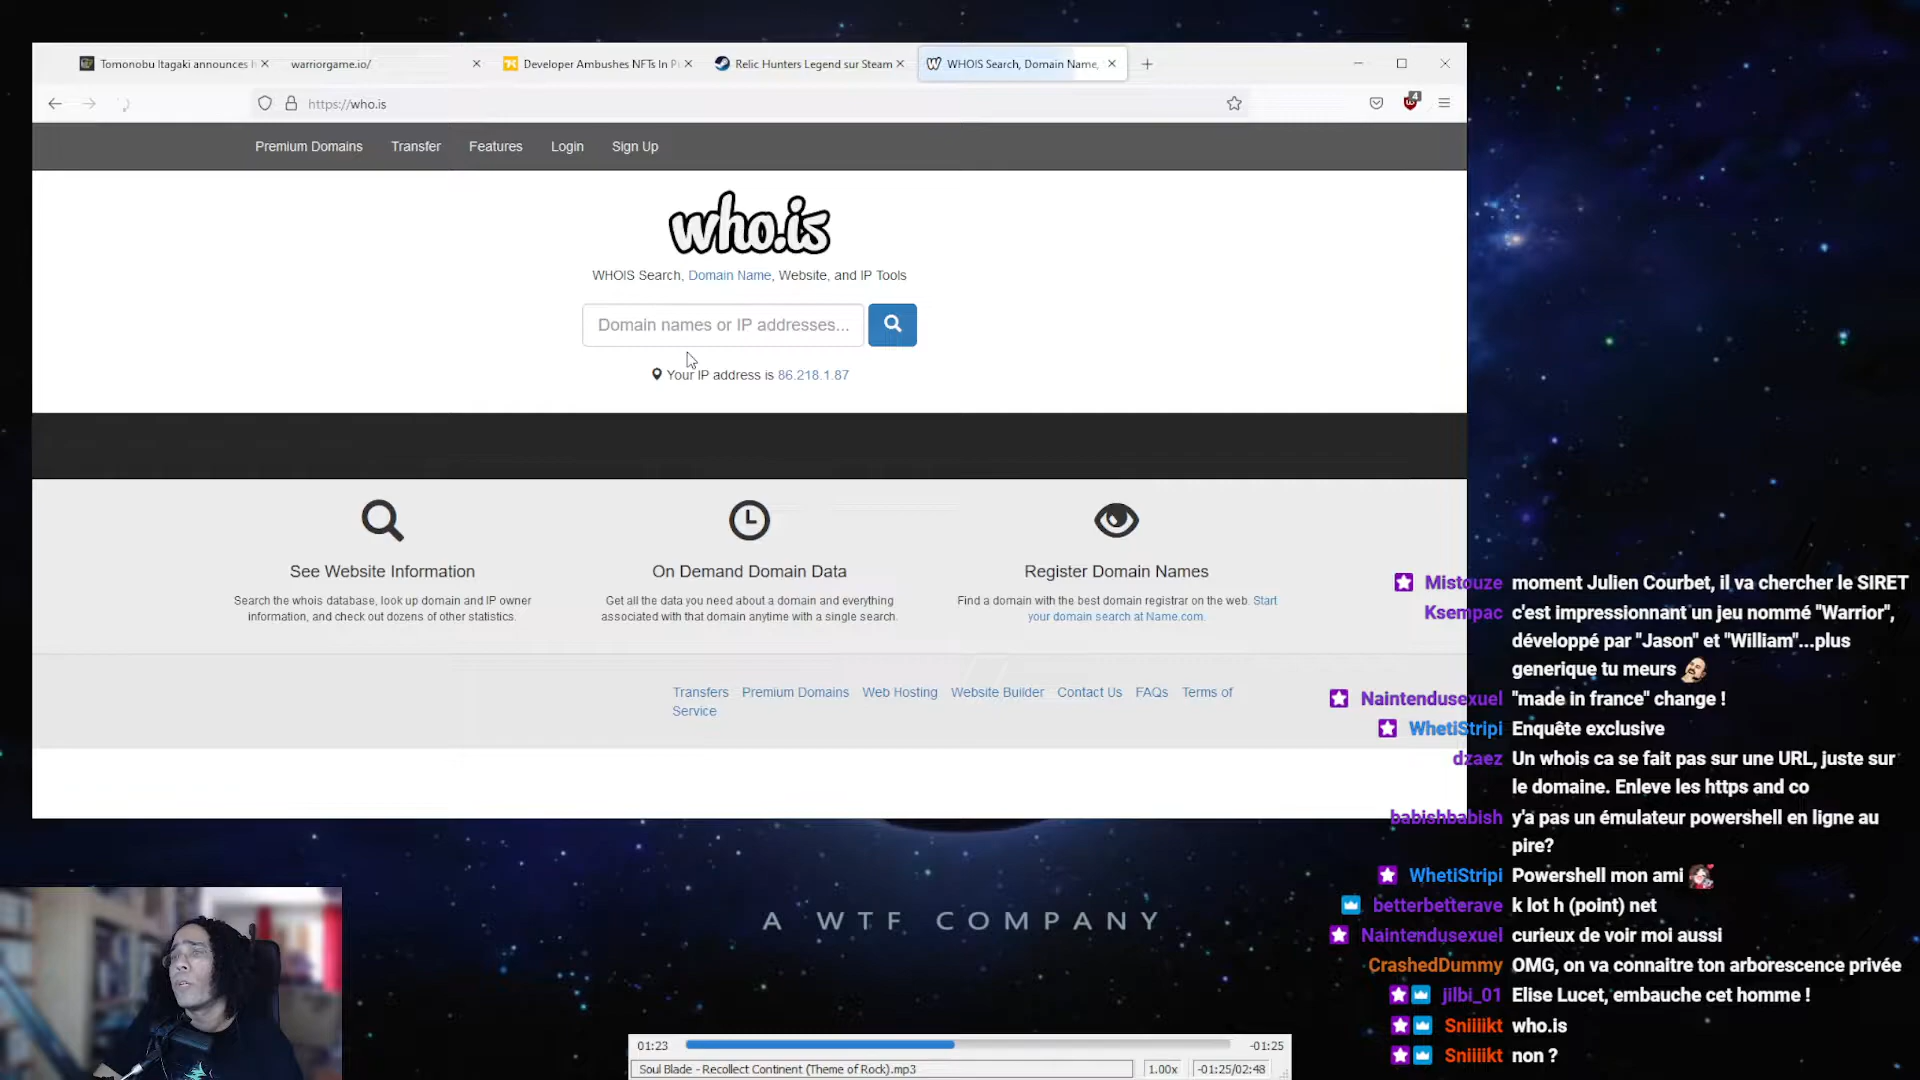 Tomonobu Itagaki announces i
warriorgame.io/
Developer Ambushes NFTs In P
Relic Hunters Legend sur Steam
WHOIS Search, Domain Name,
https://who.is
4
Premium Domains Transfer Features Login Sign Up
who.is
WHOIS Search, Domain Name, Website, and IP Tools
Domain names or IP addresses...
Your IP address is 86.218.1.87
See Website Information
Search the whois database, look up domain and IP owner
information, and check out dozens of other statistics.
On Demand Domain Data
Get all the data you need about a domain and everything
associated with that domain anytime with a single search.
Register Domain Names
Find a domain with the best domain registrar on the web. Start
your domain search at Name.com.
Transfers Premium Domains Web Hosting Website Builder Contact Us FAQs Terms of
Service
Mistouze moment Julien Courbet, il va chercher le SIRET
Ksempac c'est impressionnant un jeu nommé "Warrior",
développé par "Jason" et "William"...plus
generique tu meurs
Naintendusexuel "made in france" change !
WhetiStripi Enquête exclusive
dzaez Un whois ca se fait pas sur une URL, juste sur
le domaine. Enleve les https and co
babishbabish y'a pas un émulateur powershell en ligne au
pire?
WhetiStripi Powershell mon ami
betterbetterave k lot h (point) net
Naintendusexuel curieux de voir moi aussi
CrashedDummy OMG, on va connaitre ton arborescence privée
jilbi_01 Elise Lucet, embauche cet homme !
Sniiiikt who.is
Sniiiikt non ?
A WTF COMPANY
01:23 -01:25
Soul Blade - Recollect Continent (Theme of Rock).mp3 1.00x -01:25/02:48